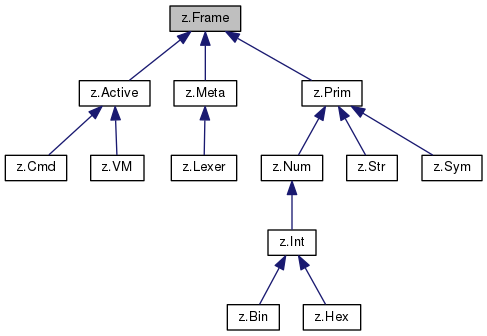 z.Frame
z.Active
z.Meta
z.Prim
z.Cmd
z.VM
z.Lexer
z.Num
z.Str
z.Sym
z.Int
z.Bin
z.Hex